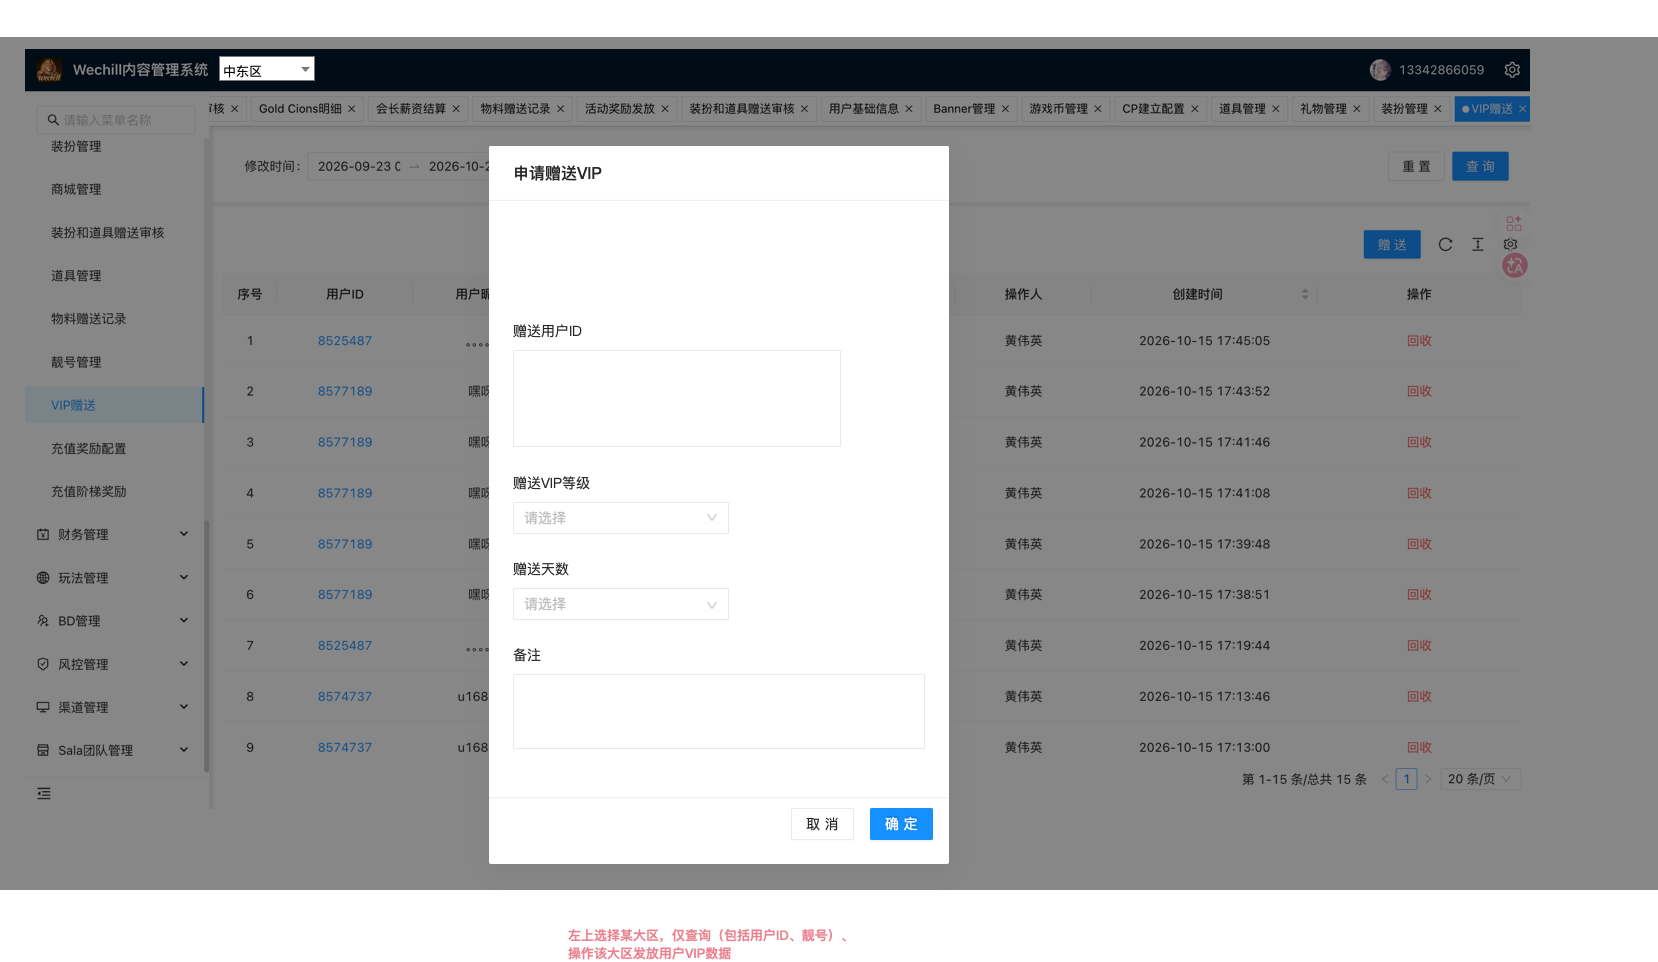 Wechill内容管理系统
中东区
13342866059
请输入菜单名称
审核
Gold Cions明细
会长薪资结算
物料赠送记录
活动奖励发放
装扮和道具赠送审核
用户基础信息
Banner管理
游戏币管理
CP建立配置
道具管理
礼物管理
装扮管理
VIP赠送
装扮管理
商城管理
装扮和道具赠送审核
道具管理
物料赠送记录
靓号管理
VIP赠送
充值奖励配置
充值阶梯奖励
财务管理
玩法管理
BD管理
风控管理
渠道管理
Sala团队管理
修改时间:
2026-09-23 0
2026-10-2
重 置
查 询
赠 送
序号 用户ID 用户昵 操作人 创建时间 操作
1 8525487 。。。。 黄伟英 2026-10-15 17:45:05 回收
2 8577189 嘿呀 黄伟英 2026-10-15 17:43:52 回收
3 8577189 嘿呀 黄伟英 2026-10-15 17:41:46 回收
4 8577189 嘿呀 黄伟英 2026-10-15 17:41:08 回收
5 8577189 嘿呀 黄伟英 2026-10-15 17:39:48 回收
6 8577189 嘿呀 黄伟英 2026-10-15 17:38:51 回收
7 8525487 。。。。 黄伟英 2026-10-15 17:19:44 回收
8 8574737 u168 黄伟英 2026-10-15 17:13:46 回收
9 8574737 u168 黄伟英 2026-10-15 17:13:00 回收
第 1-15 条/总共 15 条
1
20 条/页
申请赠送VIP
赠送用户ID
赠送VIP等级
请选择
赠送天数
请选择
备注
取 消
确 定
左上选择某大区，仅查询（包括用户ID、靓号）、
操作该大区发放用户VIP数据